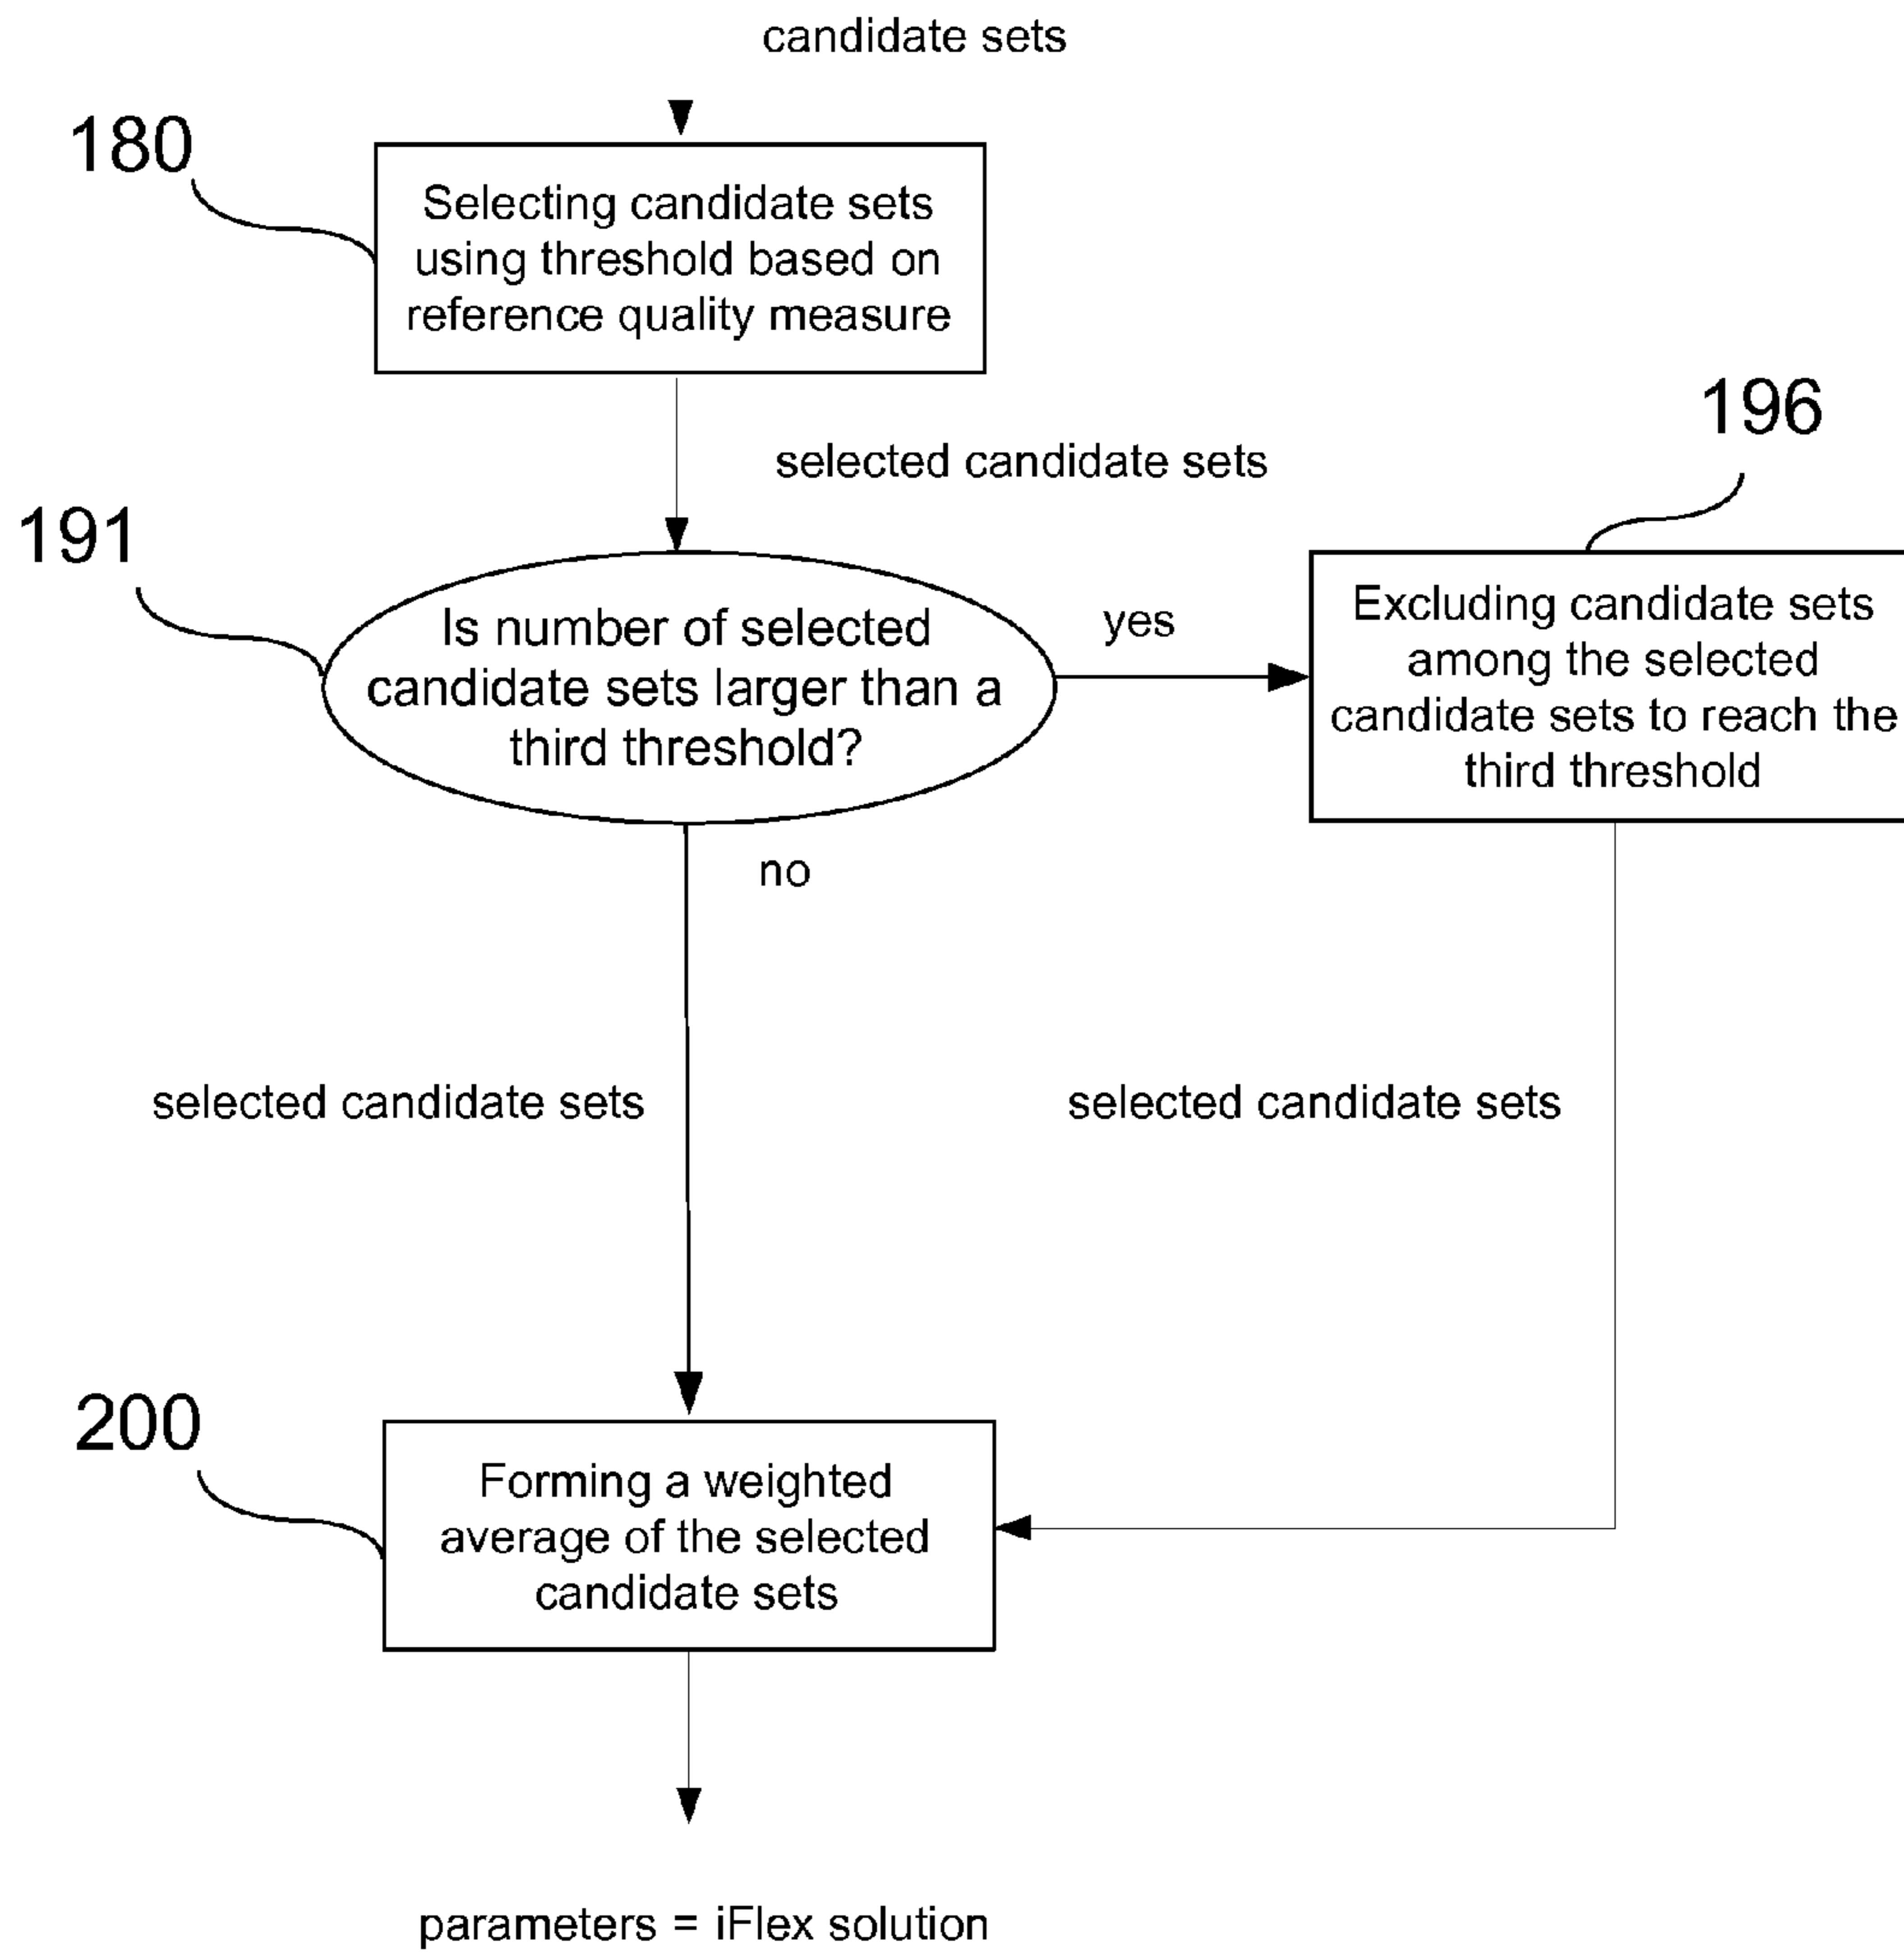 candidate sets
180
Selecting candidate sets
using threshold based on
reference quality measure
selected candidate sets
196
191
Is number of selected
candidate sets larger than a
third threshold?
yes
Excluding candidate sets
among the selected
candidate sets to reach the
third threshold
no
selected candidate sets
selected candidate sets
200
Forming a weighted
average of the selected
candidate sets
parameters = iFlex solution